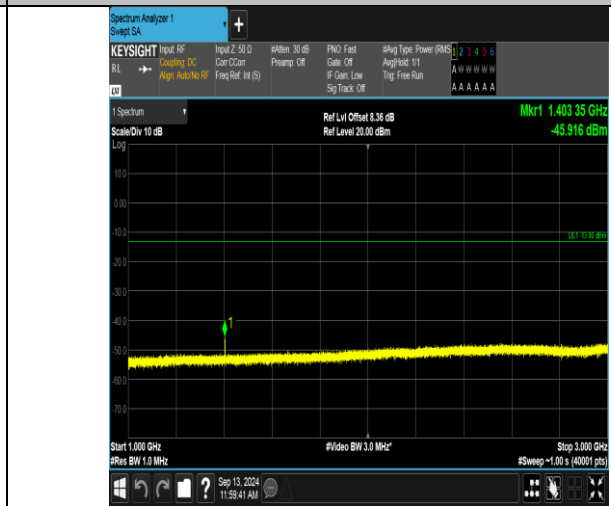 Spectrum Analyzer 1
Swept SA
+
KEYSIGHT Input: RF Input Z: 50 Ω #Atten: 30 dB PNO: Fast #Avg Type: Power (RMS 1 2 3 4 5 6
RL Coupling: DC Corr CCorr Preamp: Off Gate: Off Avg|Hold: 1/1 A W W W W W
Align: Auto/No RF Freq Ref: Int (S) IF Gain: Low Trig: Free Run
Sig Track: Off A A A A A A
LXI
1 Spectrum Ref Lvl Offset 8.36 dB Mkr1 1.403 35 GHz
Scale/Div 10 dB Ref Level 20.00 dBm -45.916 dBm
Log
10.0
0.00
-10.0
DL1 -13.00 dBm
-20.0
-30.0
-40.0
1
-50.0
-60.0
-70.0
Start 1.000 GHz #Video BW 3.0 MHz* Stop 3.000 GHz
#Res BW 1.0 MHz #Sweep ~1.00 s (40001 pts)
? Sep 13, 2024
11:59:41 AM